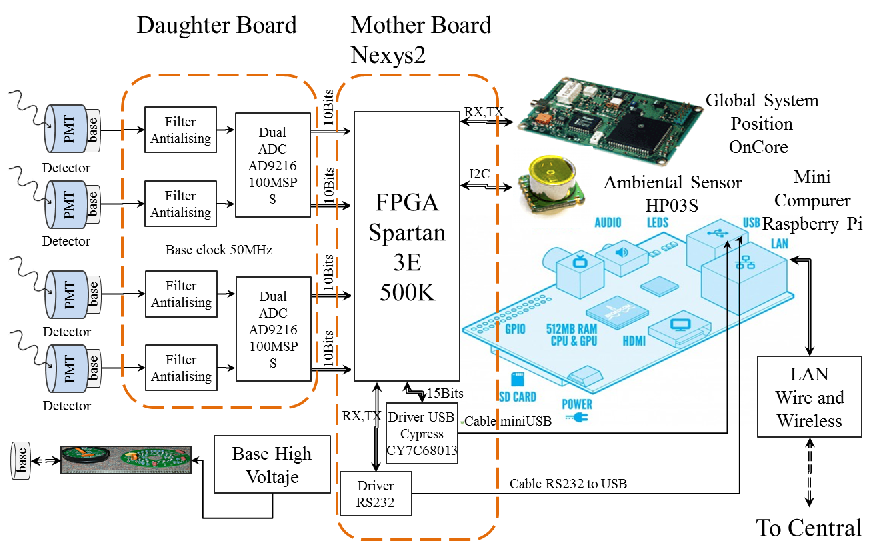 Daughter Board
Mother Board
Nexys2
PMT
base
Detector
Filter
Antialising
PMT
base
Detector
Filter
Antialising
Dual
ADC
AD9216
100MSP
S
10Bits
10Bits
Base clock 50MHz
PMT
base
Detector
Filter
Antialising
PMT
base
Detector
Filter
Antialising
Dual
ADC
AD9216
100MSP
S
10Bits
10Bits
FPGA
Spartan
3E
500K
RX,TX
I2C
Global System
Position
OnCore
Ambiental Sensor
HP03S
Mini
Compurer
Raspberry Pi
AUDIO
LEDS
USB
LAN
GPIO
512MB RAM
CPU & GPU
HDMI
SD CARD
POWER
LAN
Wire and
Wireless
To Central
RX,TX
15Bits
Driver USB
Cypress
CY7C68013
Cable miniUSB
Driver
RS232
Cable RS232 to USB
base
Base High
Voltaje